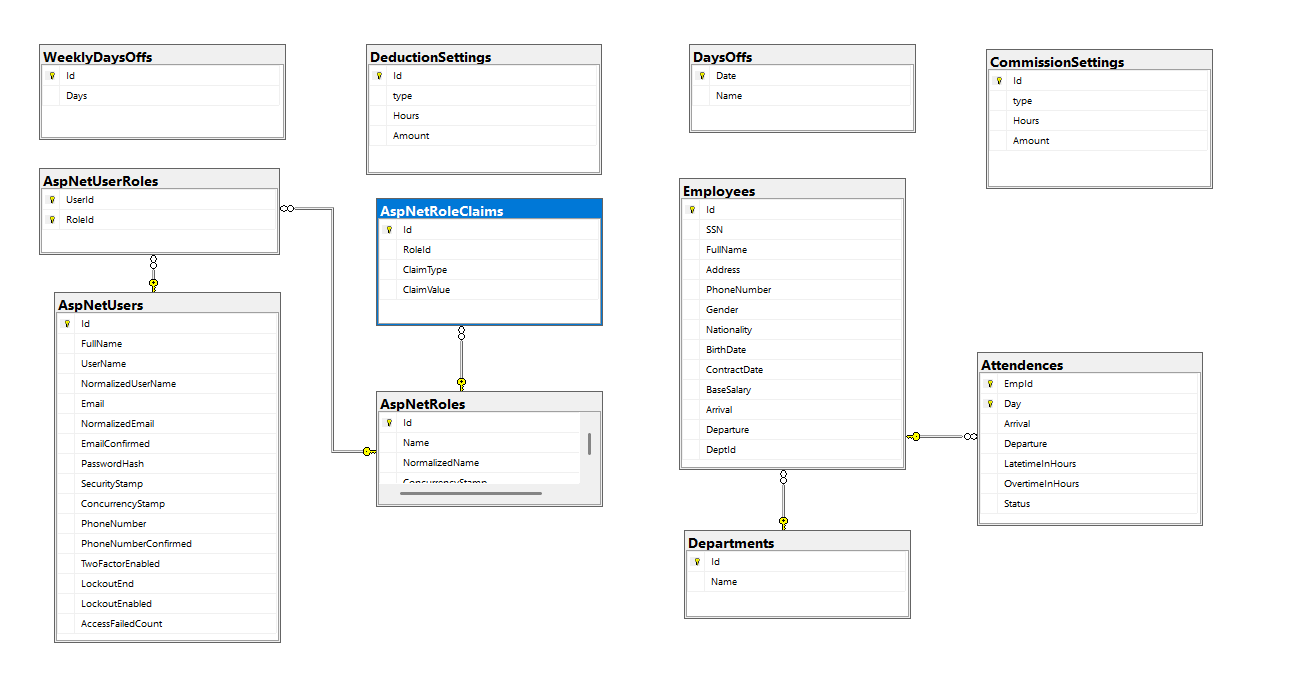 WeeklyDaysOffs
Id
Days
DeductionSettings
Id
type
Hours
Amount
DaysOffs
Date
Name
CommissionSettings
Id
type
Hours
Amount
AspNetUserRoles
UserId
RoleId
AspNetRoleClaims
Id
RoleId
ClaimType
ClaimValue
Employees
Id
SSN
FullName
Address
PhoneNumber
Gender
Nationality
BirthDate
ContractDate
BaseSalary
Arrival
Departure
DeptId
AspNetUsers
Id
FullName
UserName
NormalizedUserName
Email
NormalizedEmail
EmailConfirmed
PasswordHash
SecurityStamp
ConcurrencyStamp
PhoneNumber
PhoneNumberConfirmed
TwoFactorEnabled
LockoutEnd
LockoutEnabled
AccessFailedCount
AspNetRoles
Id
Name
NormalizedName
ConcurrencyStamp
Attendences
EmpId
Day
Arrival
Departure
LatetimeInHours
OvertimeInHours
Status
Departments
Id
Name